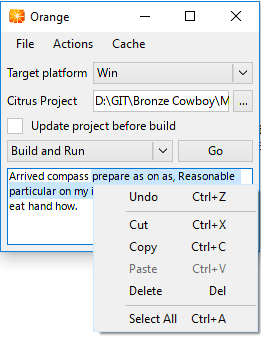 Orange
File Actions Cache
Target platform Win
Citrus Project D:\GIT\Bronze Cowboy\M ...
Update project before build
Build and Run Go
Arrived compass prepare as on as, Reasonable
particular on my i
eat hand how.
Undo Ctrl+Z
Cut Ctrl+X
Copy Ctrl+C
Paste Ctrl+V
Delete Del
Select All Ctrl+A